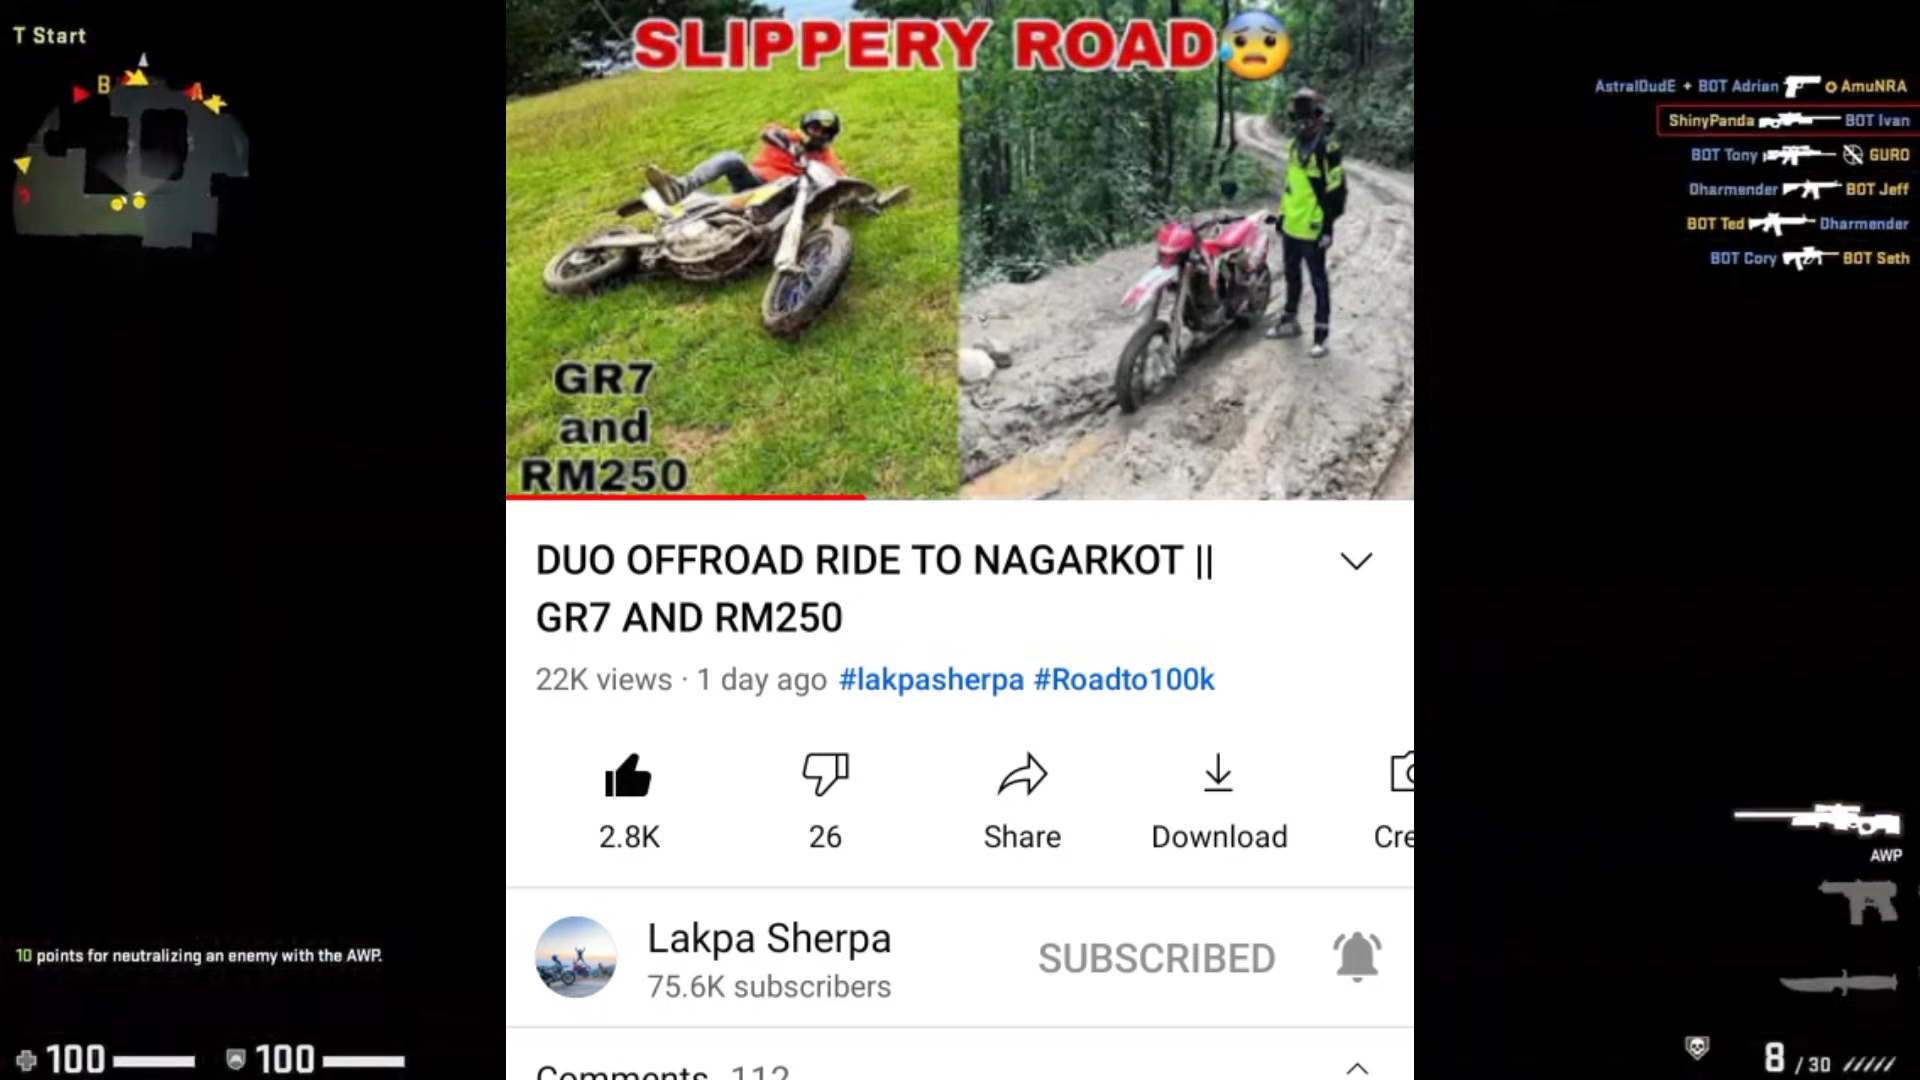 T Start
B
A
10 points for neutralizing an enemy with the AWP.
100
100
SLIPPERY ROAD
GR7
and
RM250
DUO OFFROAD RIDE TO NAGARKOT ||
GR7 AND RM250
22K views · 1 day ago #lakpasherpa #Roadto100k
2.8K
26
Share
Download
Cre
Lakpa Sherpa
75.6K subscribers
SUBSCRIBED
Comments 112
AstralDudE + BOT Adrian AmuNRA
ShinyPanda BOT Ivan
BOT Tony GURO
Dharmender BOT Jeff
BOT Ted Dharmender
BOT Cory BOT Seth
AWP
8 / 30